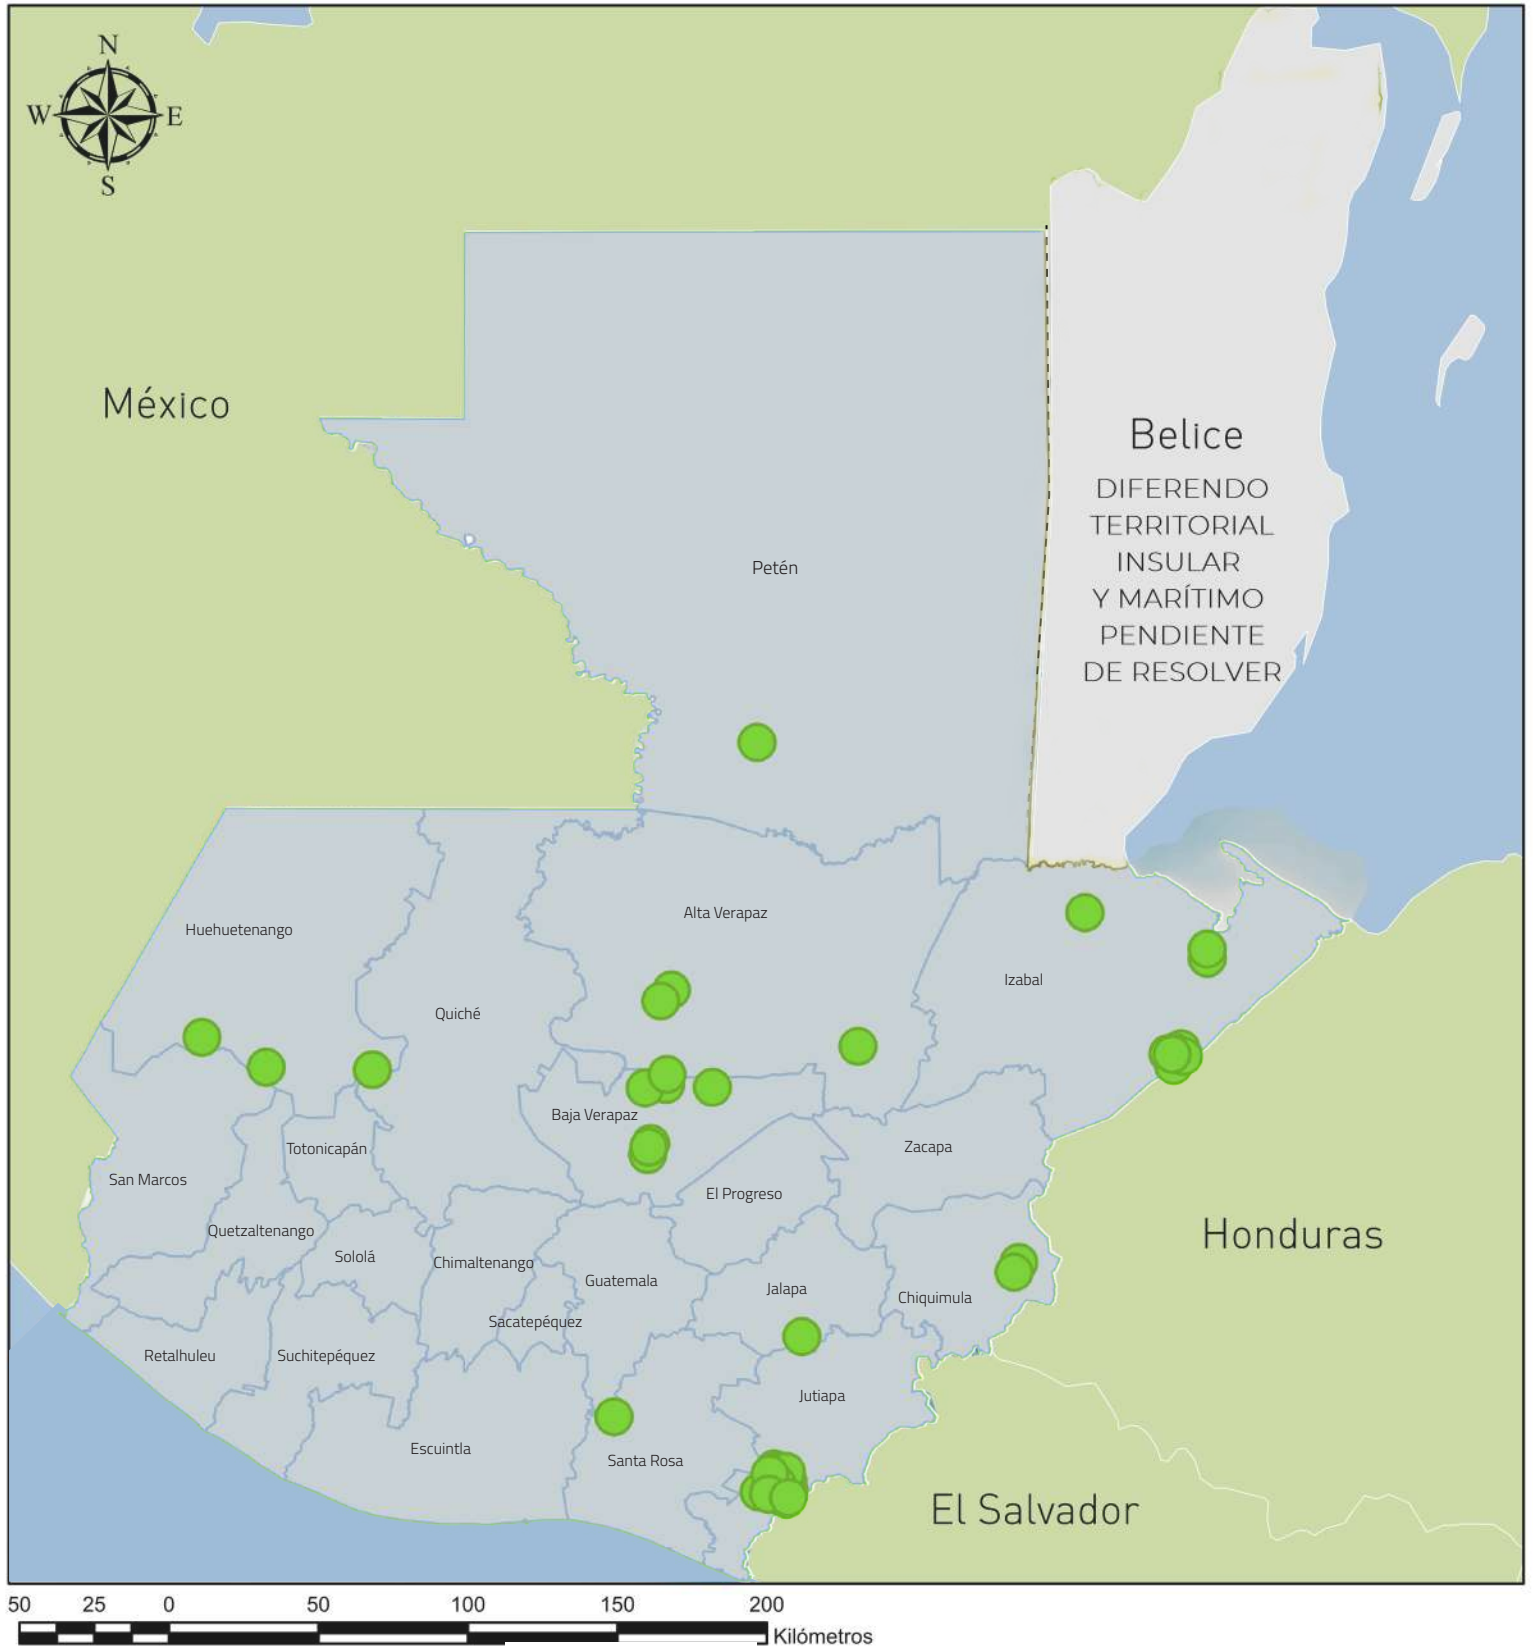 N
W E
S
México
Belice
DIFERENDO
TERRITORIAL
INSULAR
Y MARÍTIMO
PENDIENTE
DE RESOLVER
Petén
Alta Verapaz
Huehuetenango
Izabal
Quiché
Baja Verapaz
Totonicapán
Zacapa
San Marcos
El Progreso
Quetzaltenango
Honduras
Sololá
Chimaltenango
Guatemala
Jalapa
Chiquimula
Sacatepéquez
Retalhuleu
Suchitepéquez
Jutiapa
Escuintla
Santa Rosa
El Salvador
50 25 0 50 100 150 200
Kilómetros